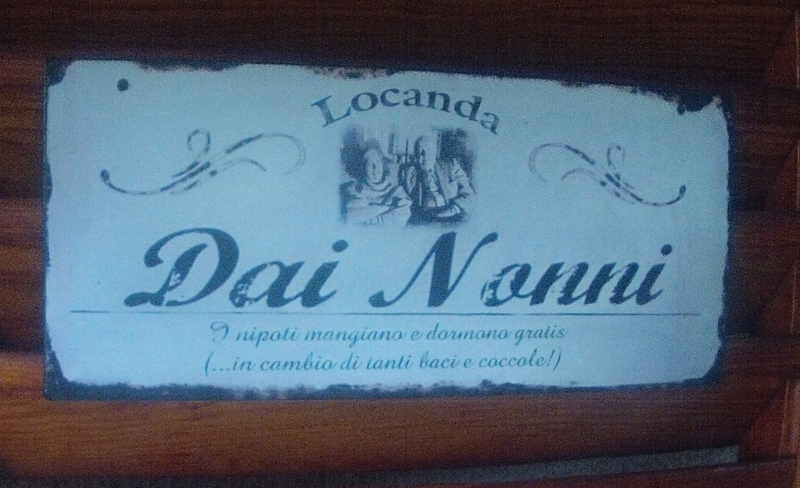 Locanda
Dai Nonni
I nipoti mangiano e dormono gratis
(...in cambio di tanti baci e coccole!)